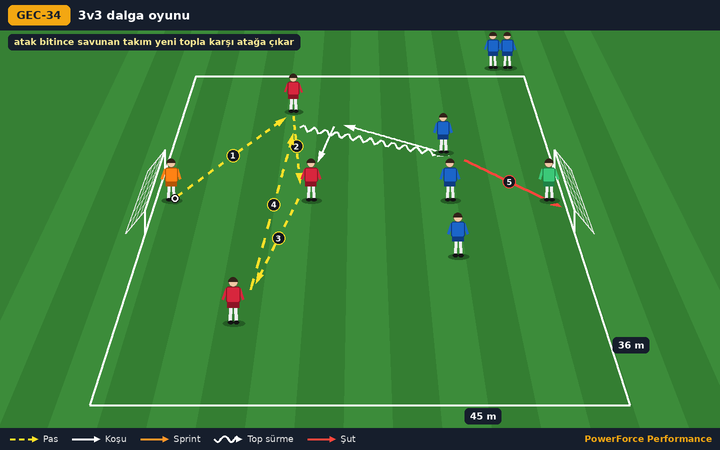 GEC-34 3v3 dalga oyunu
atak bitince savunan takım yeni topla karşı atağa çıkar
1
2
5
4
3
36 m
45 m
Pas Koşu Sprint Top sürme Şut PowerForce Performance